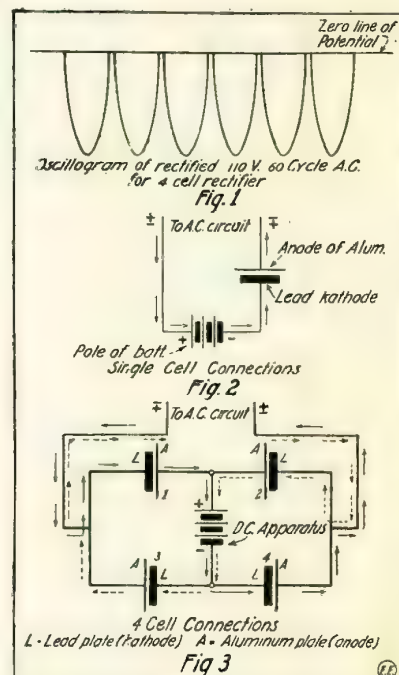 Zero line of
Potential
Oscillogram of rectified 110 V. 60 Cycle A.C.
for 4 cell rectifier
Fig. 1
± To A.C. circuit ∓
Anode of Alum.
Lead kathode
+ -
Pole of batt.
Single Cell Connections
Fig. 2
∓ To A.C. circuit ±
L A A L
1 2
+
D.C. Apparatus
-
3 4
A L L A
4 Cell Connections
L - Lead plate (kathode) A = Aluminum plate (anode)
Fig 3
E.E.